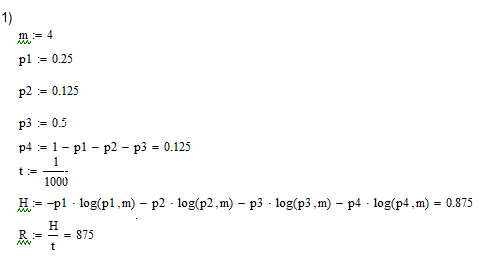 1)
m := 4
p1 := 0.25
p2 := 0.125
p3 := 0.5
p4 := 1 − p1 − p2 − p3 = 0.125
t := 1/1000
H := −p1 · log(p1,m) − p2 · log(p2,m) − p3 · log(p3,m) − p4 · log(p4,m) = 0.875
R := H/t = 875